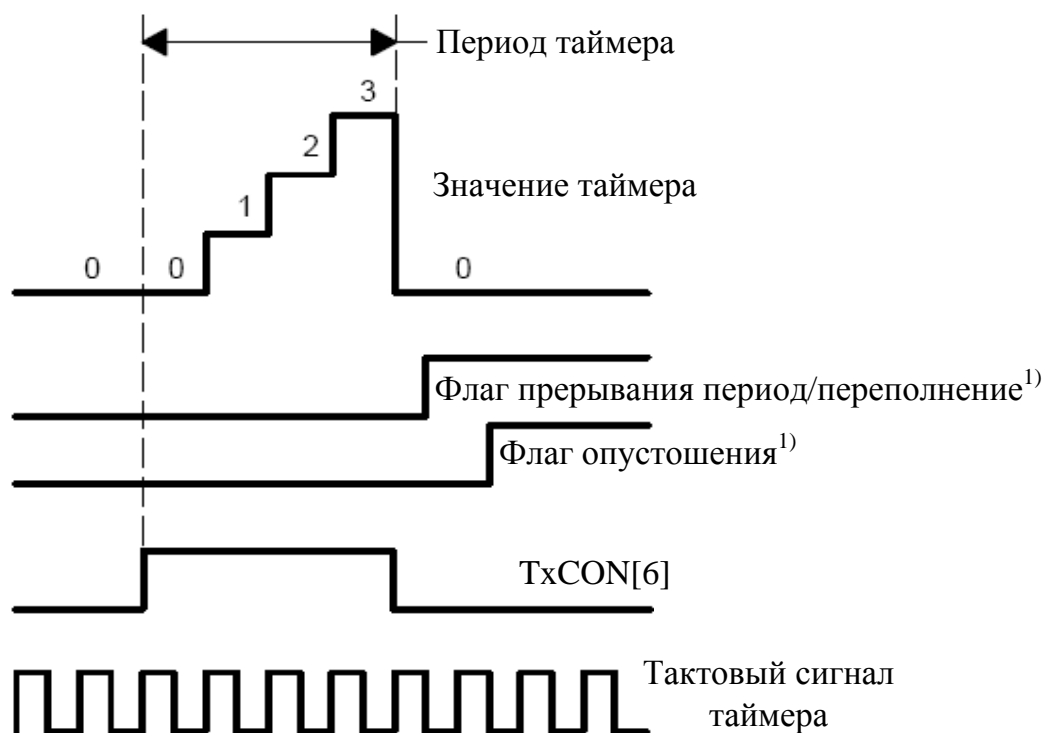 Период таймера
3
2
Значение таймера
1
0 0 0
Флаг прерывания период/переполнение¹⁾
Флаг опустошения¹⁾
TxCON[6]
Тактовый сигнал
таймера